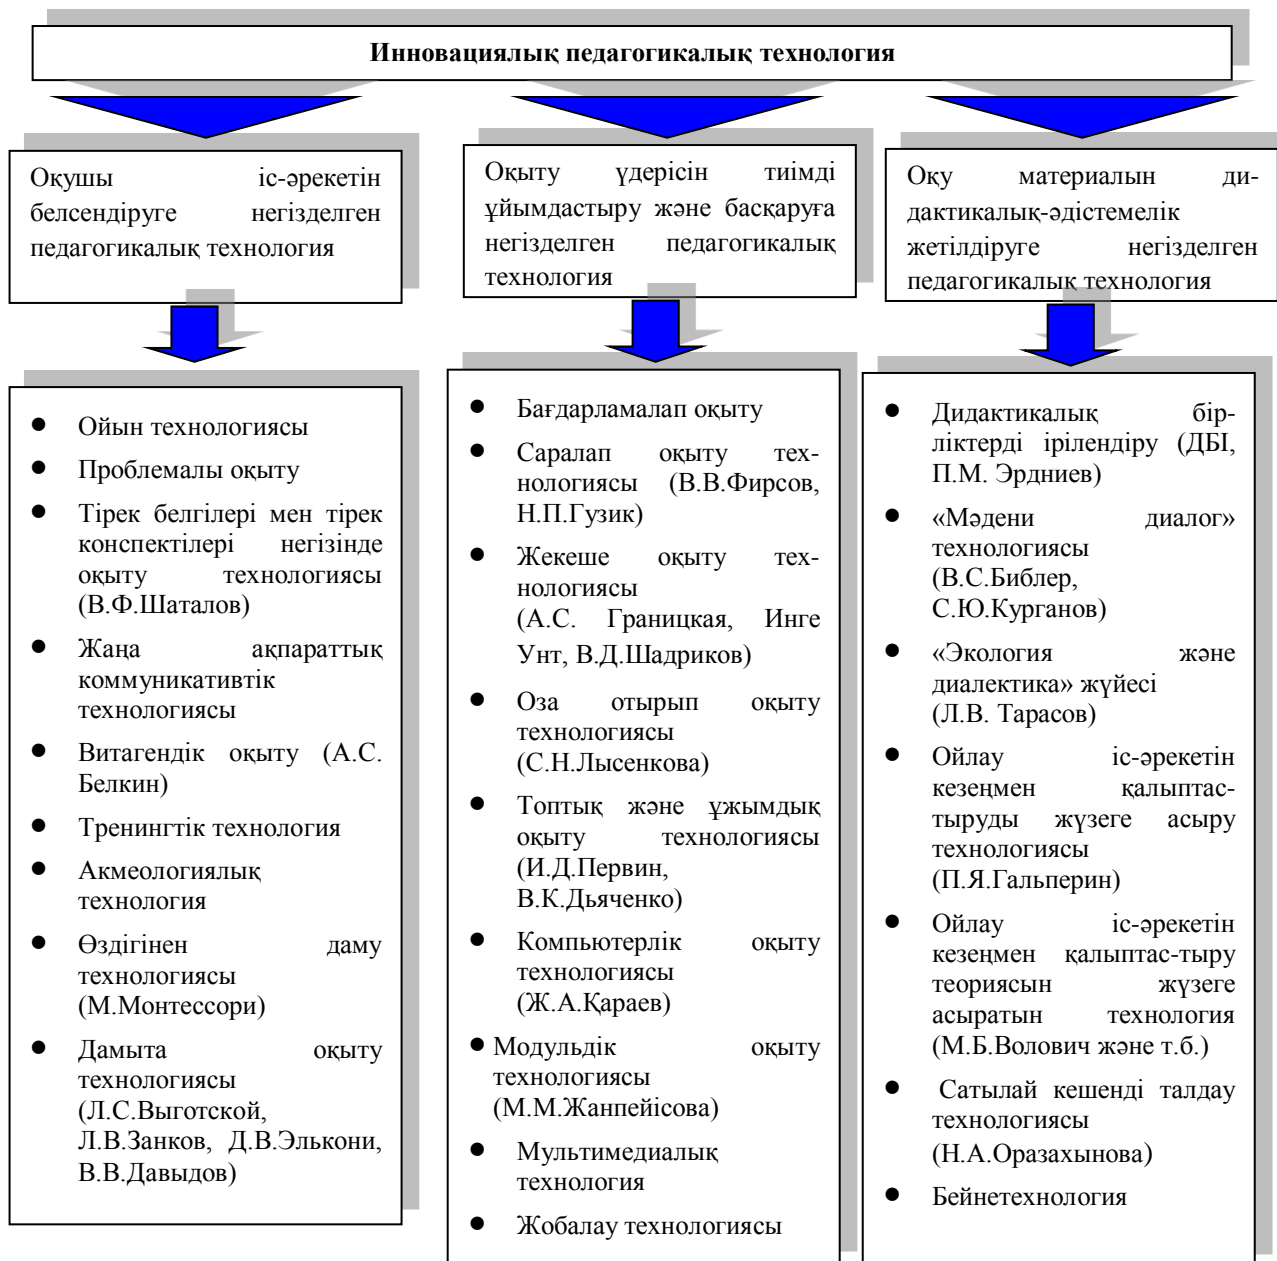 Инновациялық педагогикалық технология
Оқушы іс-әрекетін
белсендіруге негізделген
педагогикалық технология
Оқыту үдерісін тиімді
ұйымдастыру және басқаруға
негізделген педагогикалық
технология
Оқу материалын ди-
дактикалық-әдістемелік
жетілдіруге негізделген
педагогикалық технология
● Ойын технологиясы
● Проблемалы оқыту
● Тірек белгілері мен тірек
конспектілері негізінде
оқыту технологиясы
(В.Ф.Шаталов)
● Жаңа ақпараттық
коммуникативтік
технологиясы
● Витагендік оқыту (А.С.
Белкин)
● Тренингтік технология
● Акмеологиялық
технология
● Өздігінен даму
технологиясы
(М.Монтессори)
● Дамыта оқыту
технологиясы
(Л.С.Выготской,
Л.В.Занков, Д.В.Элькони,
В.В.Давыдов)
● Бағдарламалап оқыту
● Саралап оқыту тех-
нологиясы (В.В.Фирсов,
Н.П.Гузик)
● Жекеше оқыту тех-
нологиясы
(А.С. Границкая, Инге
Унт, В.Д.Шадриков)
● Оза отырып оқыту
технологиясы
(С.Н.Лысенкова)
● Топтық және ұжымдық
оқыту технологиясы
(И.Д.Первин,
В.К.Дьяченко)
● Компьютерлік оқыту
технологиясы
(Ж.А.Қараев)
● Модульдік оқыту
технологиясы
(М.М.Жанпейісова)
● Мультимедиалық
технология
● Жобалау технологиясы
● Дидактикалық бір-
ліктерді ірілендіру (ДБІ,
П.М. Эрдниев)
● «Мәдени диалог»
технологиясы
(В.С.Библер,
С.Ю.Курганов)
● «Экология және
диалектика» жүйесі
(Л.В. Тарасов)
● Ойлау іс-әрекетін
кезеңмен қалыптас-
тыруды жүзеге асыру
технологиясы
(П.Я.Гальперин)
● Ойлау іс-әрекетін
кезеңмен қалыптас-тыру
теориясын жүзеге
асыратын технология
(М.Б.Волович және т.б.)
● Сатылай кешенді талдау
технологиясы
(Н.А.Оразахынова)
● Бейнетехнология